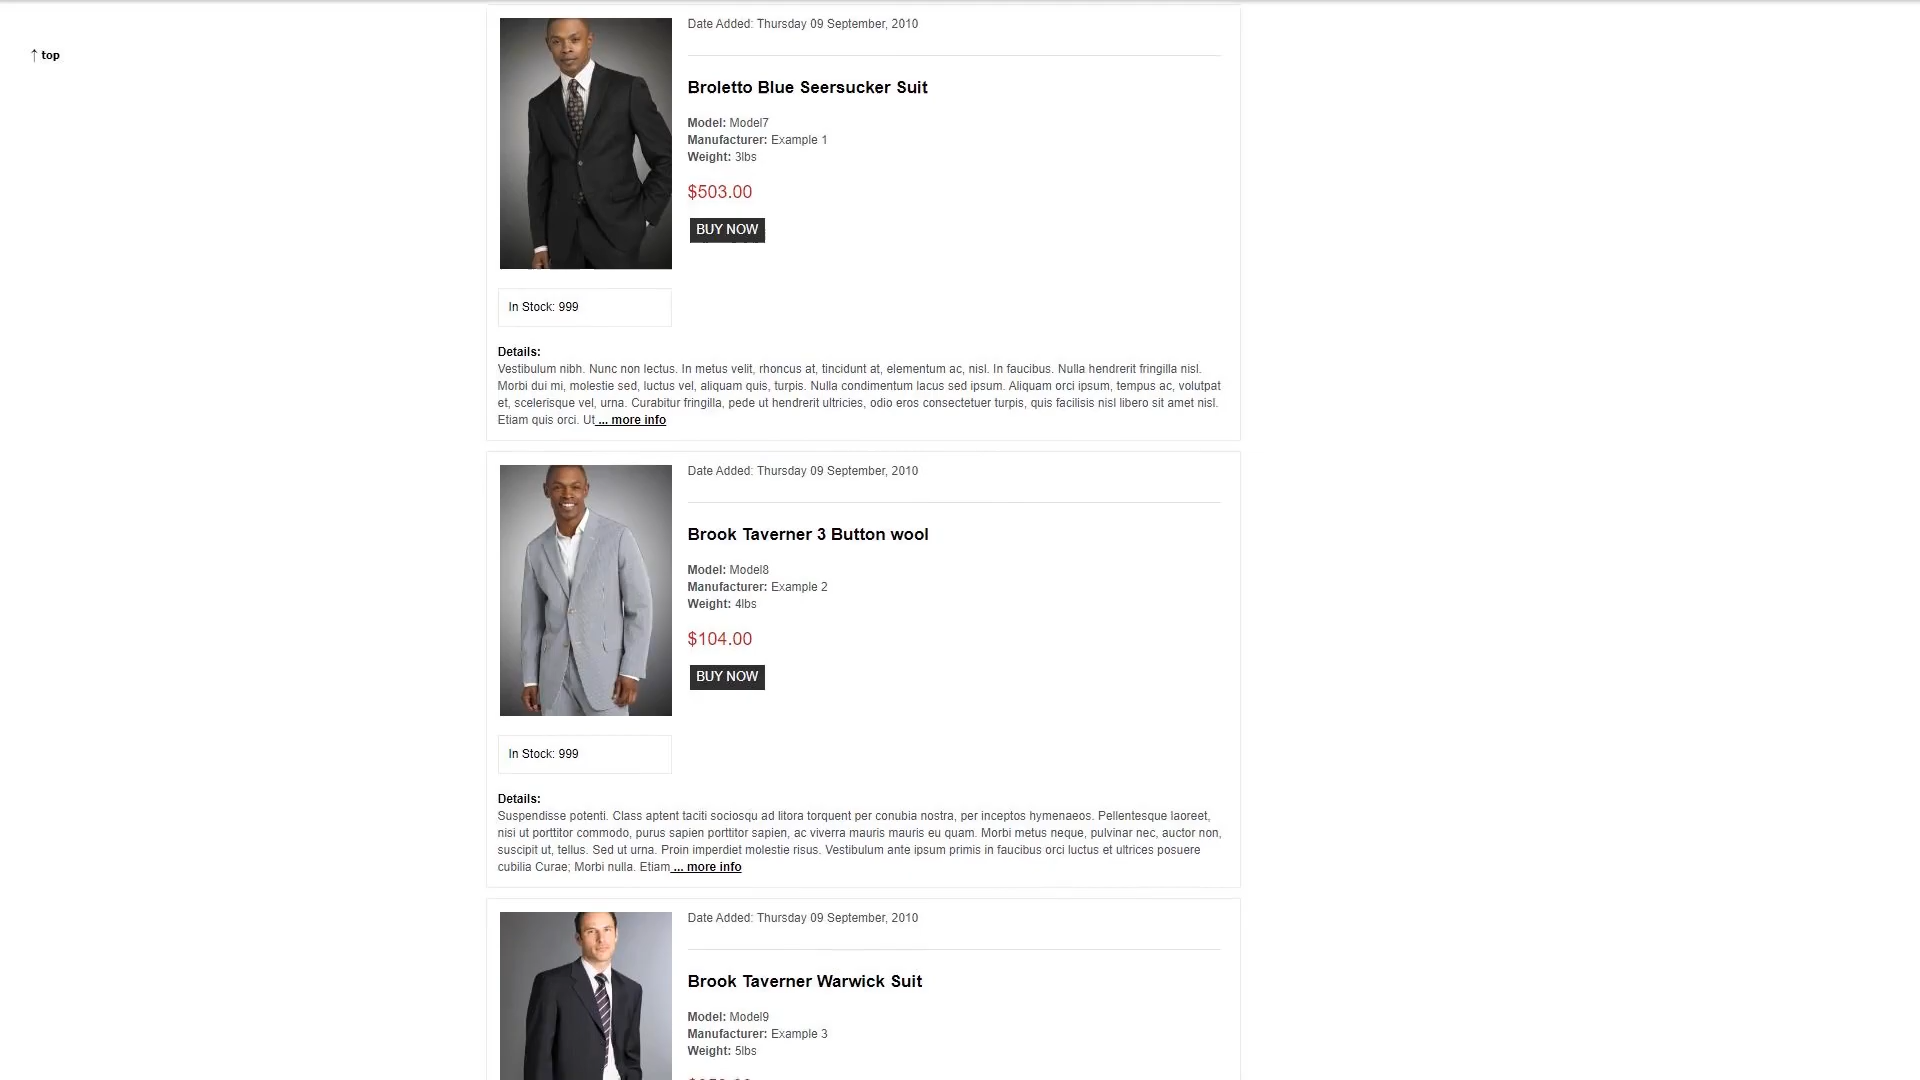 ↑ top
Date Added: Thursday 09 September, 2010
Broletto Blue Seersucker Suit
Model: Model7
Manufacturer: Example 1
Weight: 3lbs
$503.00
BUY NOW
In Stock: 999
Details:
Vestibulum nibh. Nunc non lectus. In metus velit, rhoncus at, tincidunt at, elementum ac, nisl. In faucibus. Nulla hendrerit fringilla nisl.
Morbi dui mi, molestie sed, luctus vel, aliquam quis, turpis. Nulla condimentum lacus sed ipsum. Aliquam orci ipsum, tempus ac, volutpat
et, scelerisque vel, urna. Curabitur fringilla, pede ut hendrerit ultricies, odio eros consectetuer turpis, quis facilisis nisl libero sit amet nisl.
Etiam quis orci. Ut ... more info
Date Added: Thursday 09 September, 2010
Brook Taverner 3 Button wool
Model: Model8
Manufacturer: Example 2
Weight: 4lbs
$104.00
BUY NOW
In Stock: 999
Details:
Suspendisse potenti. Class aptent taciti sociosqu ad litora torquent per conubia nostra, per inceptos hymenaeos. Pellentesque laoreet,
nisi ut porttitor commodo, purus sapien porttitor sapien, ac viverra mauris mauris eu quam. Morbi metus neque, pulvinar nec, auctor non,
suscipit ut, tellus. Sed ut urna. Proin imperdiet molestie risus. Vestibulum ante ipsum primis in faucibus orci luctus et ultrices posuere
cubilia Curae; Morbi nulla. Etiam ... more info
Date Added: Thursday 09 September, 2010
Brook Taverner Warwick Suit
Model: Model9
Manufacturer: Example 3
Weight: 5lbs